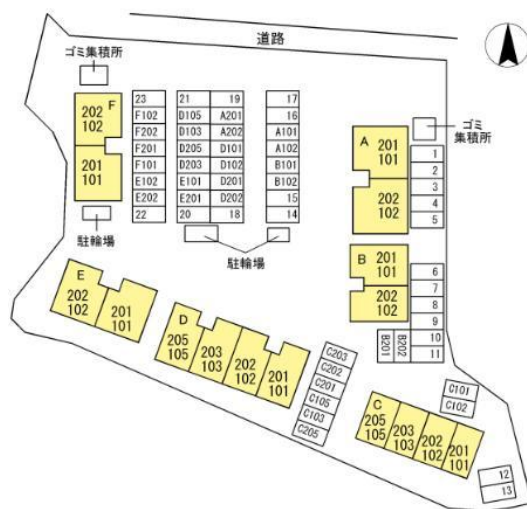 道路
ゴミ集積所
F
202
102
201
101
駐輪場
23
F102
F202
F201
F101
E102
E202
22
21
D105
D103
D205
D203
E101
E201
20
19
A201
A202
D101
D102
D201
D202
18
17
16
A101
A102
B101
B102
15
14
駐輪場
ゴミ
集積所
A
201
101
202
102
1
2
3
4
5
B
201
101
202
102
6
7
8
9
10
11
B201
B202
E
202
102
201
101
D
205
105
203
103
202
102
201
101
C203
C202
C201
C105
C103
C205
C101
C102
C
205
105
203
103
202
102
201
101
12
13